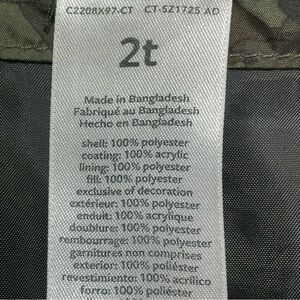 C2208X97-CT CT-SZ1725 AD
2t
Made in Bangladesh
Fabriqué au Bangladesh
Hecho en Bangladesh
shell: 100% polyester
coating: 100% acrylic
lining: 100% polyester
fill: 100% polyester
exclusive of decoration
extérieur: 100% polyester
enduit: 100% acrylique
doublure: 100% polyester
rembourrage: 100% polyester
garnitures non comprises
exterior: 100% poliéster
revestimiento: 100% acrílico
forro: 100% poliéster